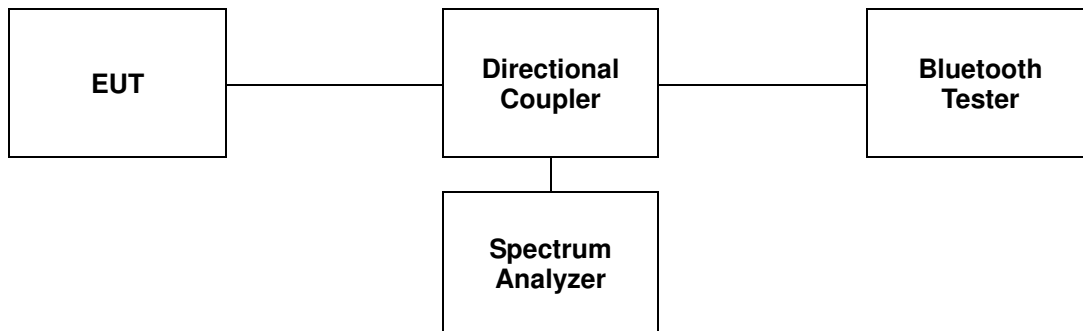 EUT
Directional
Coupler
Bluetooth
Tester
Spectrum
Analyzer